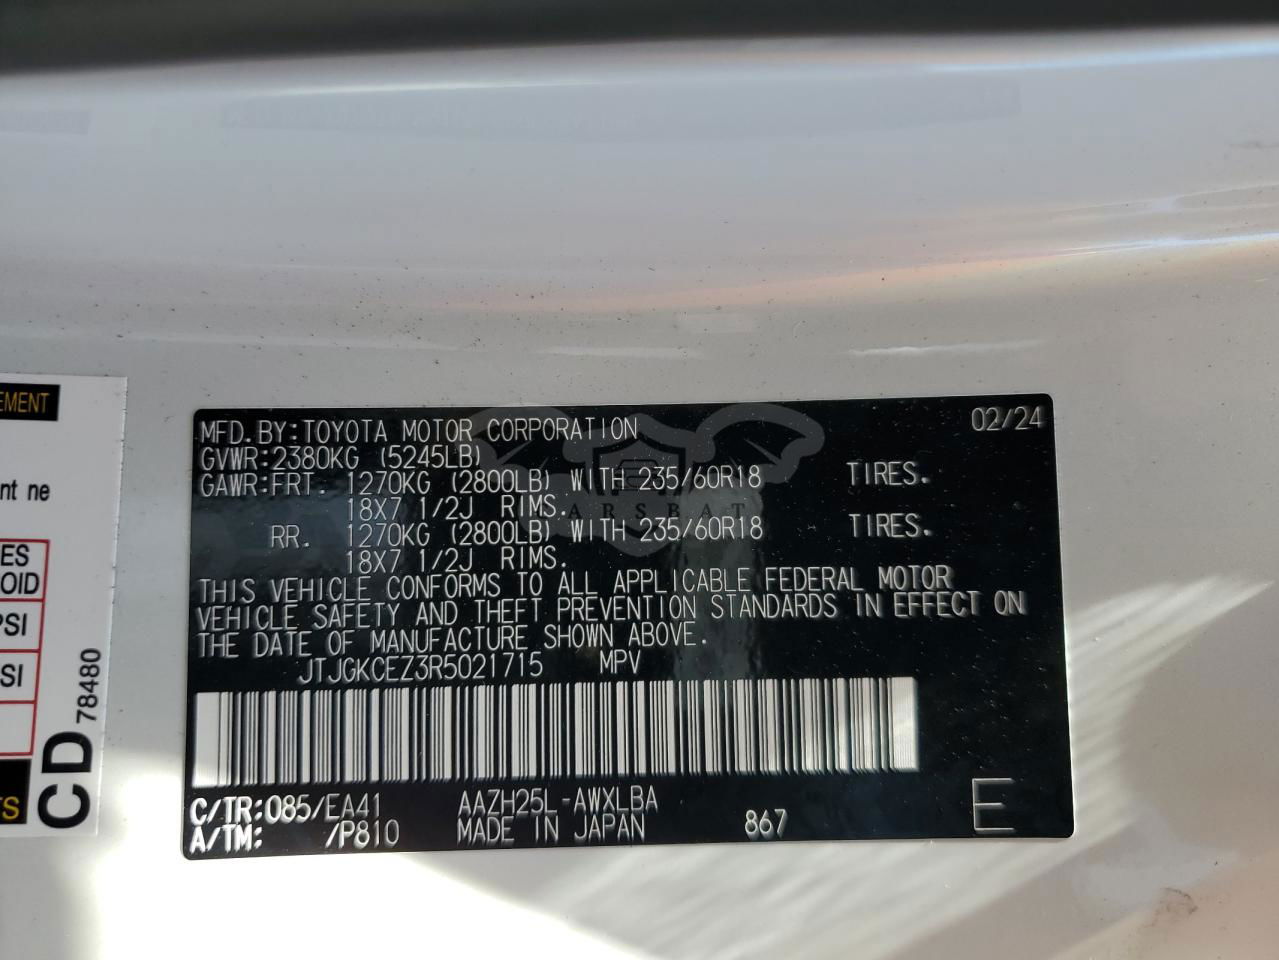 MFD.BY:TOYOTA MOTOR CORPORATION 02/24
GVWR:2380KG (5245LB)
GAWR:FRT. 1270KG (2800LB) WITH 235/60R18 TIRES.
18X7 1/2J RIMS.
RR. 1270KG (2800LB) WITH 235/60R18 TIRES.
18X7 1/2J RIMS.
THIS VEHICLE CONFORMS TO ALL APPLICABLE FEDERAL MOTOR
VEHICLE SAFETY AND THEFT PREVENTION STANDARDS IN EFFECT ON
THE DATE OF MANUFACTURE SHOWN ABOVE.
JTJGKCEZ3R5021715 MPV
C/TR:085/EA41 AAZH25L-AWXLBA
A/TM: /P810 MADE IN JAPAN 867 E
EMENT
nt ne
ES
OID
PSI
SI
S
CD 78480
ARSBAT